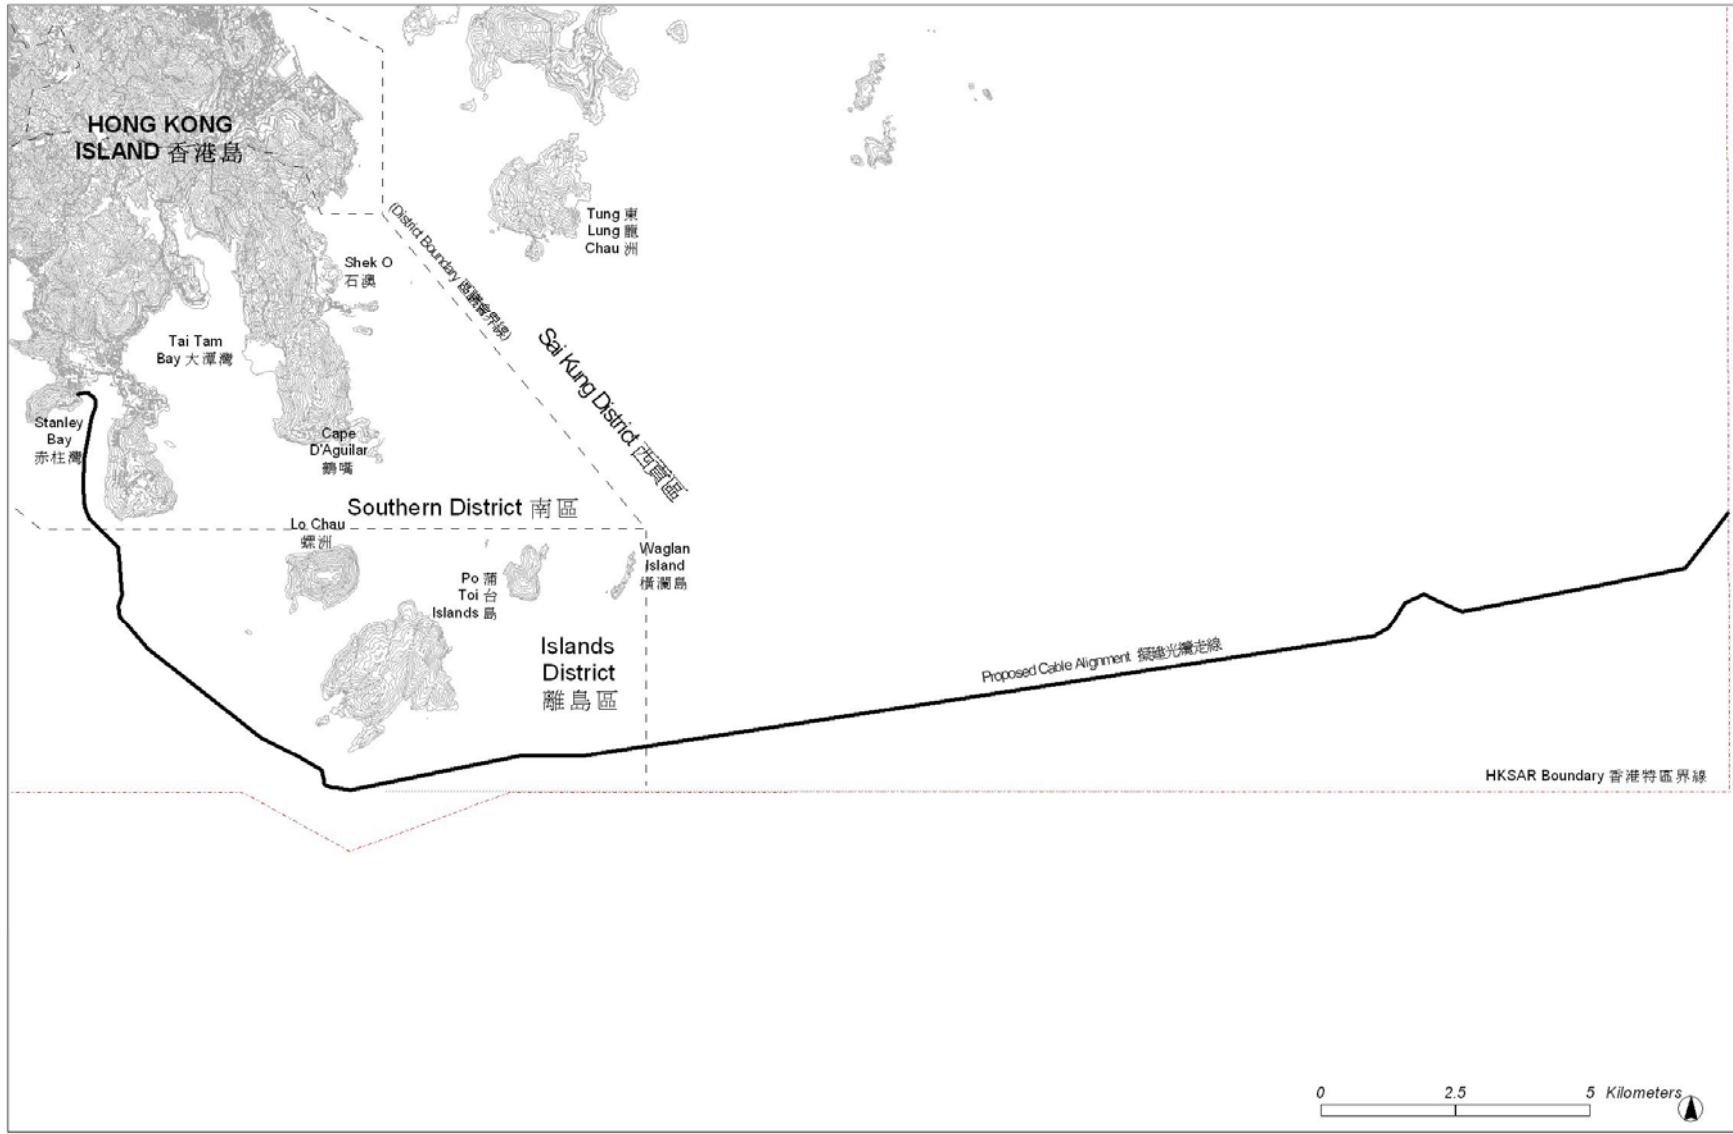 HONG KONG
ISLAND 香港島
Tung 東
Lung 龍
Chau 洲
(District Boundary 區議會界線)
Shek O
石澳
Sai Kung District 西貢區
Tai Tam
Bay 大潭灣
Stanley
Bay
赤柱灣
Cape
D'Aguilar
鶴嘴
Southern District 南區
Lo Chau
螺洲
Waglan
Island
橫瀾島
Po 蒲
Toi 台
Islands 島
Islands
District
離島區
Proposed Cable Alignment 擬建光纜走線
HKSAR Boundary 香港特區界線
0 2.5 5 Kilometers